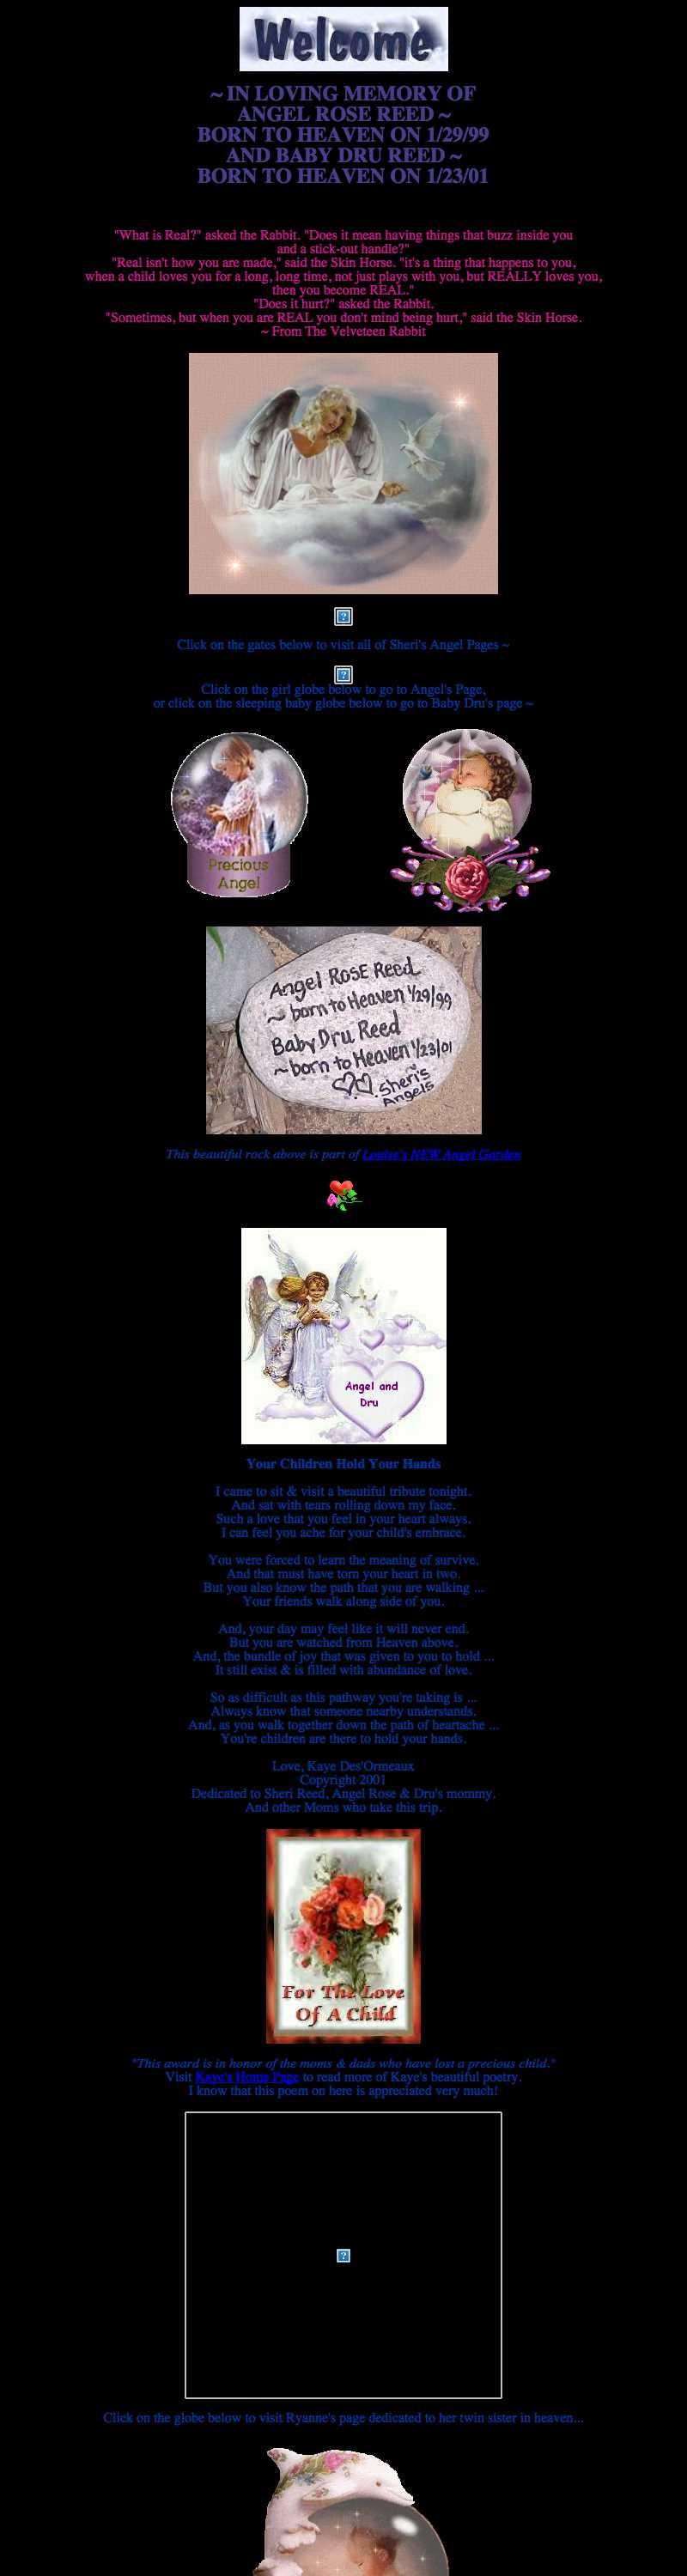 Welcome
~ IN LOVING MEMORY OF
ANGEL ROSE REED ~
BORN TO HEAVEN ON 1/29/99
AND BABY DRU REED ~
BORN TO HEAVEN ON 1/23/01
"What is Real?" asked the Rabbit. "Does it mean having things that buzz inside you
and a stick-out handle?"
"Real isn't how you are made," said the Skin Horse. "it's a thing that happens to you,
when a child loves you for a long, long time, not just plays with you, but REALLY loves you,
then you become REAL."
"Does it hurt?" asked the Rabbit.
"Sometimes, but when you are REAL you don't mind being hurt," said the Skin Horse.
~ From The Velveteen Rabbit
Click on the gates below to visit all of Sheri's Angel Pages ~
Click on the girl globe below to go to Angel's Page,
or click on the sleeping baby globe below to go to Baby Dru's page ~
Precious
Angel
Angel RosE Reed
~ born to Heaven 1/29/99
Baby Dru Reed
~born to Heaven 1/23/01
Sheri's
Angels
This beautiful rock above is part of Louise's NEW Angel Garden
Angel and
Dru
Your Children Hold Your Hands
I came to sit & visit a beautiful tribute tonight.
And sat with tears rolling down my face.
Such a love that you feel in your heart always.
I can feel you ache for your child's embrace.
You were forced to learn the meaning of survive.
And that must have torn your heart in two.
But you also know the path that you are walking ...
Your friends walk along side of you.
And, your day may feel like it will never end.
But you are watched from Heaven above.
And, the bundle of joy that was given to you to hold ...
It still exist & is filled with abundance of love.
So as difficult as this pathway you're taking is ...
Always know that someone nearby understands.
And, as you walk together down the path of heartache ...
You're children are there to hold your hands.
Love, Kaye Des'Ormeaux
Copyright 2001
Dedicated to Sheri Reed, Angel Rose & Dru's mommy.
And other Moms who take this trip.
For The Love
Of A Child
"This award is in honor of the moms & dads who have lost a precious child."
Visit Kaye's Home Page to read more of Kaye's beautiful poetry.
I know that this poem on here is appreciated very much!
Click on the globe below to visit Ryanne's page dedicated to her twin sister in heaven...